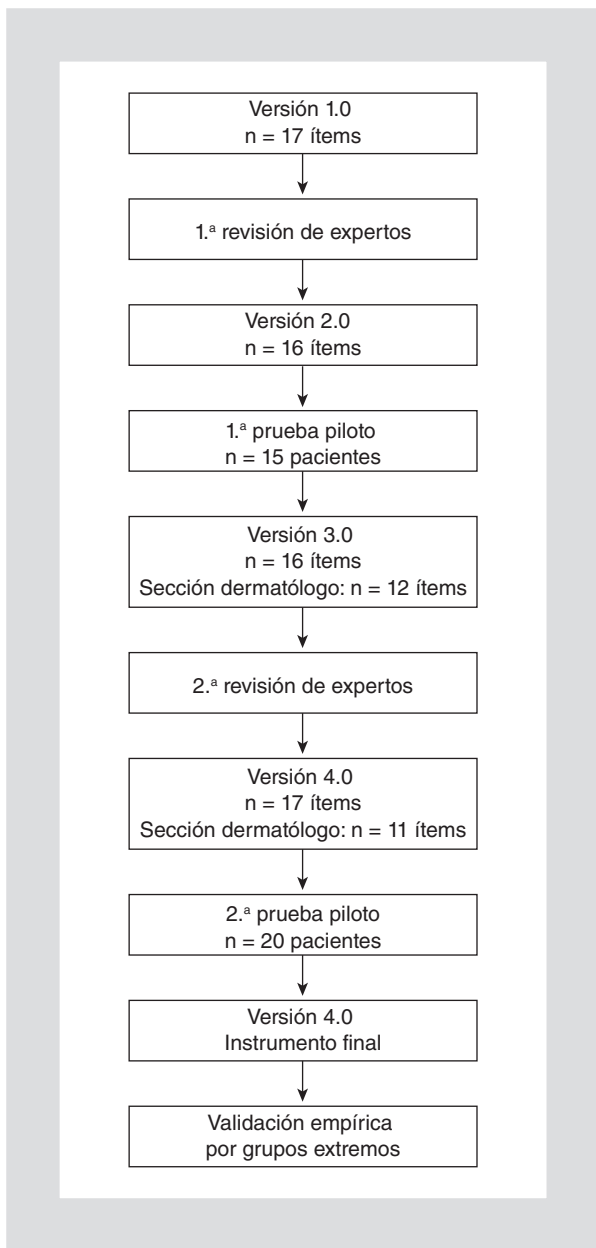 Versión 1.0
n = 17 ítems
1.ª revisión de expertos
Versión 2.0
n = 16 ítems
1.ª prueba piloto
n = 15 pacientes
Versión 3.0
n = 16 ítems
Sección dermatólogo: n = 12 ítems
2.ª revisión de expertos
Versión 4.0
n = 17 ítems
Sección dermatólogo: n = 11 ítems
2.ª prueba piloto
n = 20 pacientes
Versión 4.0
Instrumento final
Validación empírica
por grupos extremos